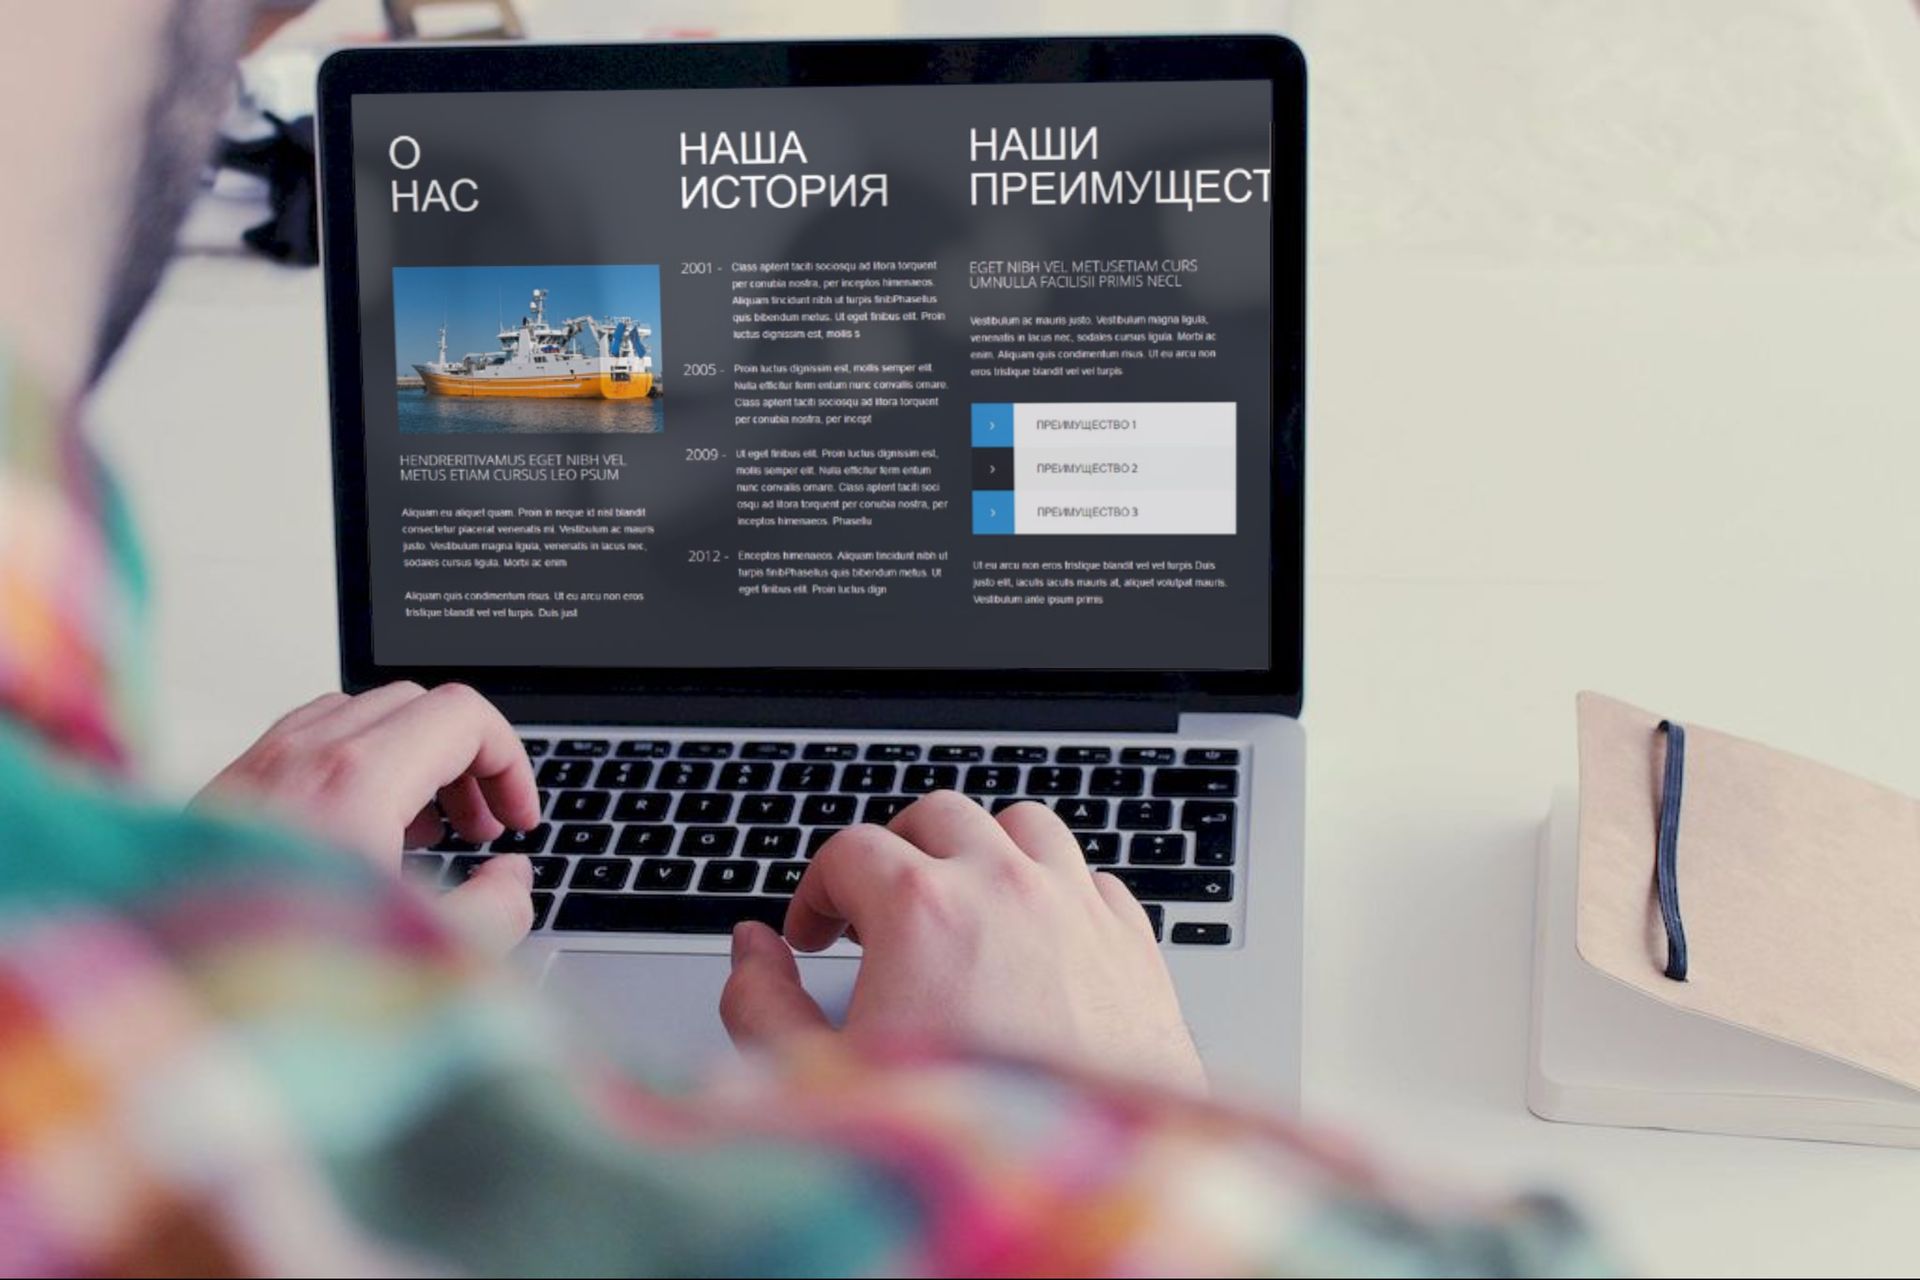 О
НАС
HENDRERITIVAMUS EGET NIBH VEL
METUS ETIAM CURSUS LEO PSUM
Aliquam eu aliquet quam. Proin in neque id nisl blandit
consectetur placerat venenatis mi. Vestibulum ac mauris
justo. Vestibulum magna ligula, venenatis in lacus nec,
sodales cursus ligula. Morbi ac enim
Aliquam quis condimentum risus. Ut eu arcu non eros
tristique blandit vel vel turpis. Duis just
НАША
ИСТОРИЯ
2001 - Class aptent taciti sociosqu ad litora torquent
per conubia nostra, per inceptos himenaeos.
Aliquam tincidunt nibh ut turpis finibPhasellus
quis bibendum metus. Ut eget finibus elit. Proin
luctus dignissim est, mollis s
2005 - Proin luctus dignissim est, mollis semper elit.
Nulla efficitur ferm entum nunc convallis ornare.
Class aptent taciti sociosqu ad litora torquent
per conubia nostra, per incept
2009 - Ut eget finibus elit. Proin luctus dignissim est,
mollis semper elit. Nulla efficitur ferm entum
nunc convallis ornare. Class aptent taciti soci
osqu ad litora torquent per conubia nostra, per
inceptos himenaeos. Phasellu
2012 - Enceptos himenaeos. Aliquam tincidunt nibh ut
turpis finibPhasellus quis bibendum metus. Ut
eget finibus elit. Proin luctus dign
НАШИ
ПРЕИМУЩЕСТ
EGET NIBH VEL METUSETIAM CURS
UMNULLA FACILISII PRIMIS NECL
Vestibulum ac mauris justo. Vestibulum magna ligula,
venenatis in lacus nec, sodales cursus ligula. Morbi ac
enim. Aliquam quis condimentum risus. Ut eu arcu non
eros tristique blandit vel vel turpis
ПРЕИМУЩЕСТВО 1
ПРЕИМУЩЕСТВО 2
ПРЕИМУЩЕСТВО 3
Ut eu arcu non eros tristique blandit vel vel turpis Duis
justo elit, iaculis iaculis mauris at, aliquet volutpat mauris.
Vestibulum ante ipsum primis
E R T Y U
S D F G H
X C V B N